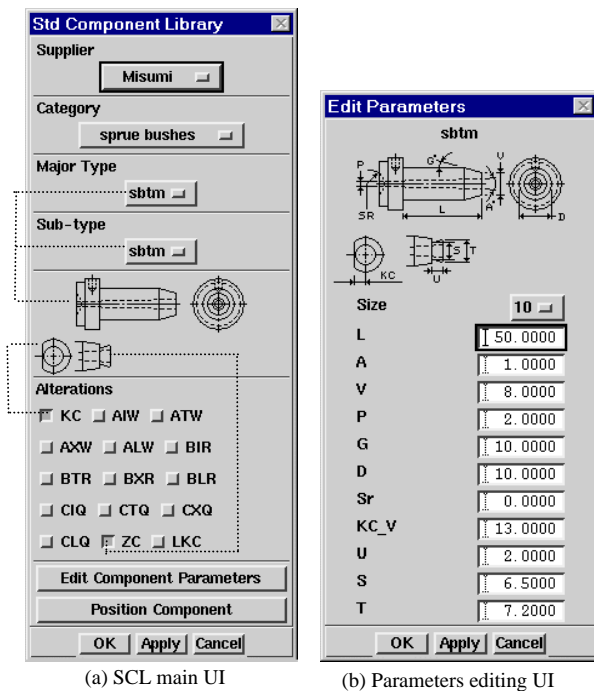 Std Component Library
Supplier
Misumi
Category
sprue bushes
Major Type
sbtm
Sub-type
sbtm
Alterations
KC AIW ATW
AXW ALW BIR
BTR BXR BLR
CIQ CTQ CXQ
CLQ ZC LKC
Edit Component Parameters
Position Component
OK Apply Cancel
(a) SCL main UI
Edit Parameters
sbtm
P G° V
SR L A° D
S T
KC U
Size 10
L 50.0000
A 1.0000
V 8.0000
P 2.0000
G 10.0000
D 10.0000
Sr 0.0000
KC_V 13.0000
U 2.0000
S 6.5000
T 7.2000
OK Apply Cancel
(b) Parameters editing UI